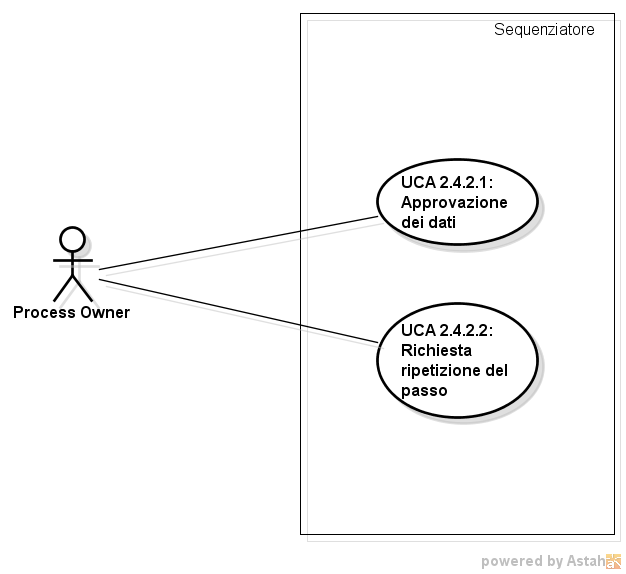 Sequenziatore
UCA 2.4.2.1:
Approvazione
dei dati
Process Owner
UCA 2.4.2.2:
Richiesta
ripetizione del
passo
powered by Astah